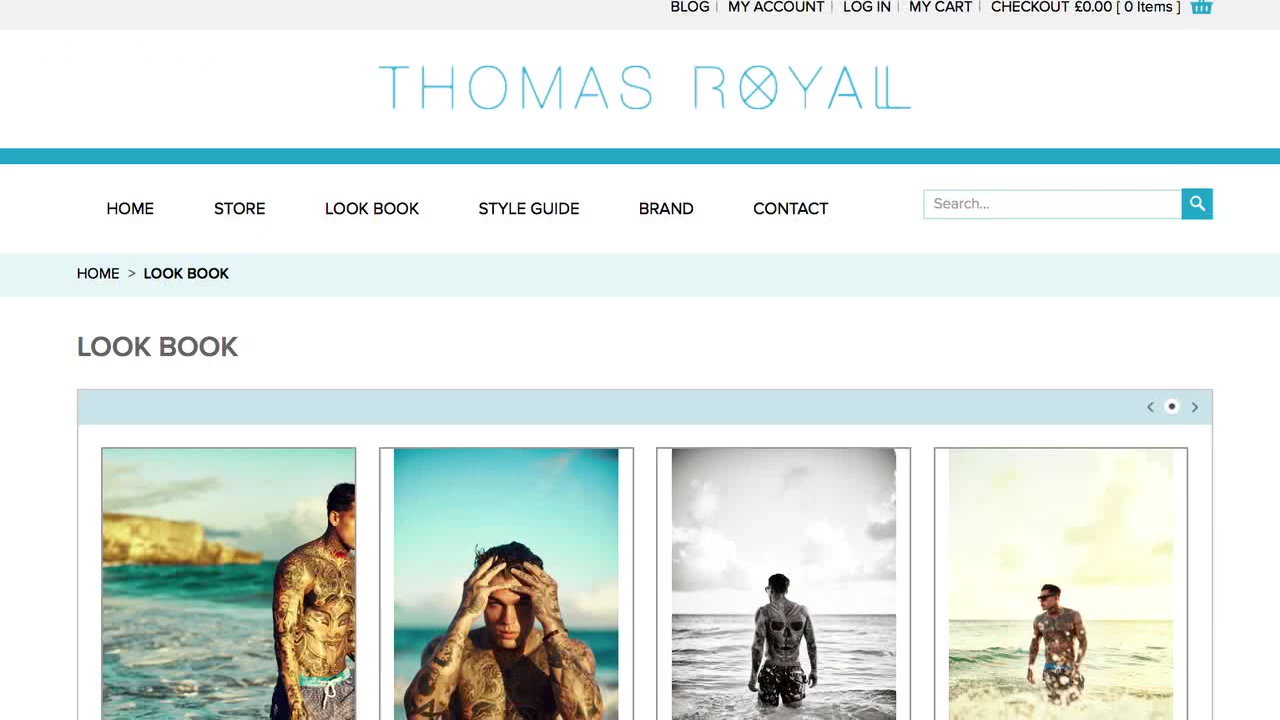 BLOG | MY ACCOUNT | LOG IN | MY CART | CHECKOUT £0.00 [ 0 Items ]
THOMAS ROYALL
HOME STORE LOOK BOOK STYLE GUIDE BRAND CONTACT Search...
HOME > LOOK BOOK
LOOK BOOK